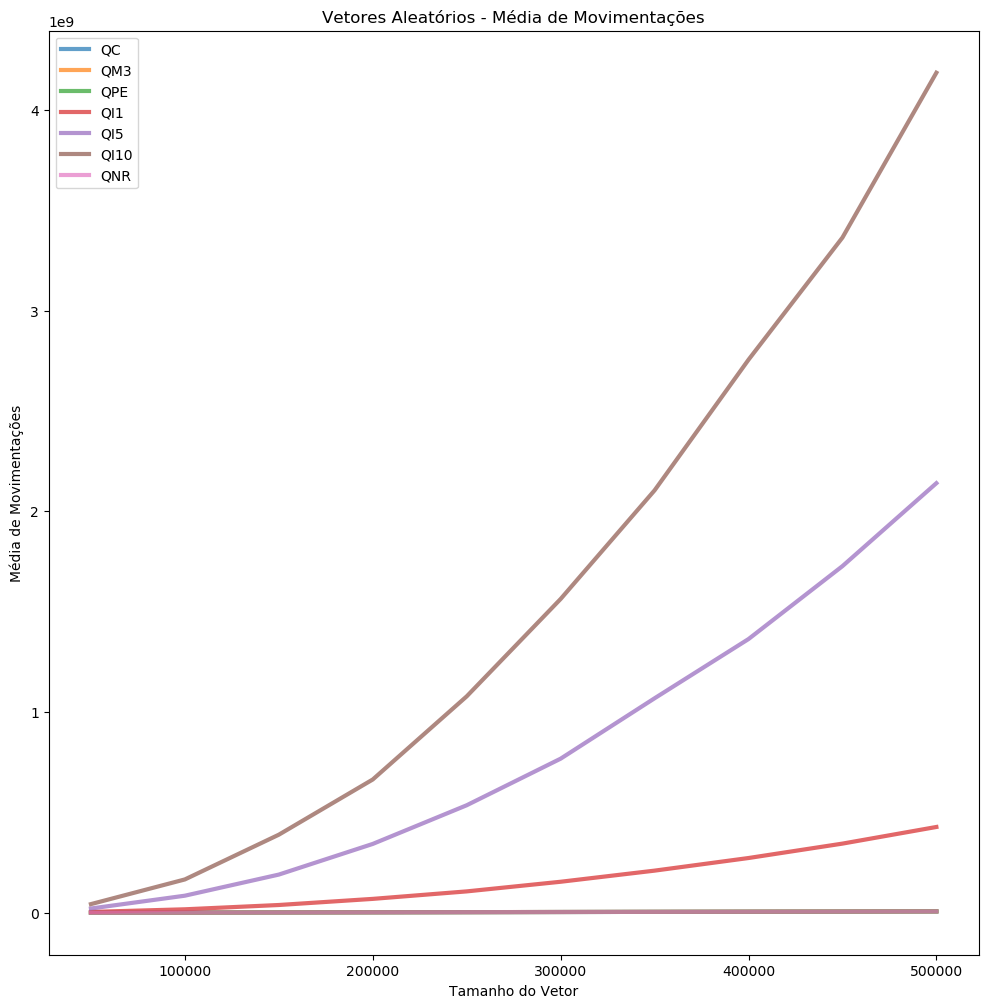 Vetores Aleatórios - Média de Movimentações
1e9
QC
QM3
QPE
QI1
QI5
QI10
QNR
4
3
2
1
0
Média de Movimentações
100000 200000 300000 400000 500000
Tamanho do Vetor